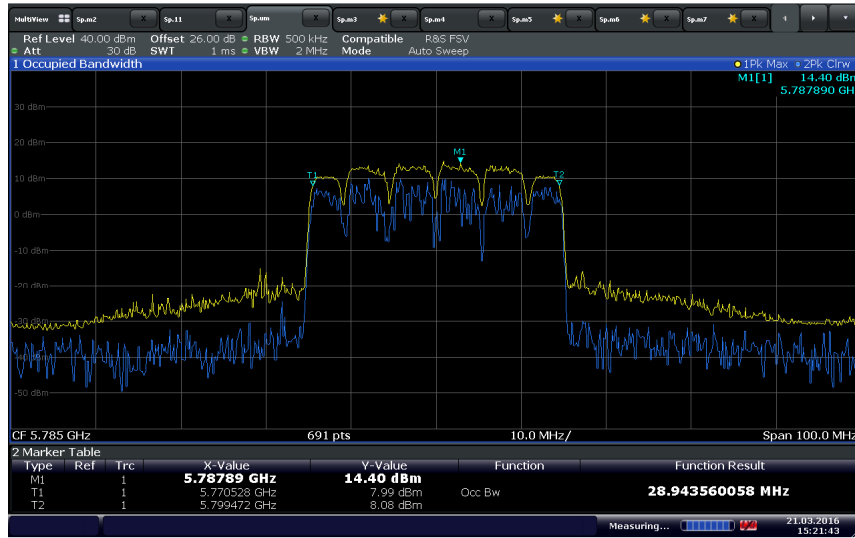 MultiView Sp.m2 X Sp.11 X Sp.um X Sp.m3 X Sp.m4 X Sp.m5 X Sp.m6 X Sp.m7 X 4
Ref Level 40.00 dBm Offset 26.00 dB RBW 500 kHz Compatible R&S FSV
Att 30 dB SWT 1 ms VBW 2 MHz Mode Auto Sweep
1 Occupied Bandwidth 1Pk Max 2Pk Clrw
M1[1] 14.40 dBm
5.787890 GH
30 dBm
20 dBm
M1
T1 T2
10 dBm
0 dBm
-10 dBm
-20 dBm
-30 dBm
-40 dBm
-50 dBm
CF 5.785 GHz 691 pts 10.0 MHz/ Span 100.0 MHz
2 Marker Table
Type Ref Trc X-Value Y-Value Function Function Result
M1 1 5.78789 GHz 14.40 dBm
T1 1 5.770528 GHz 7.99 dBm Occ Bw 28.943560058 MHz
T2 1 5.799472 GHz 8.08 dBm
Measuring... 21.03.2016
15:21:43